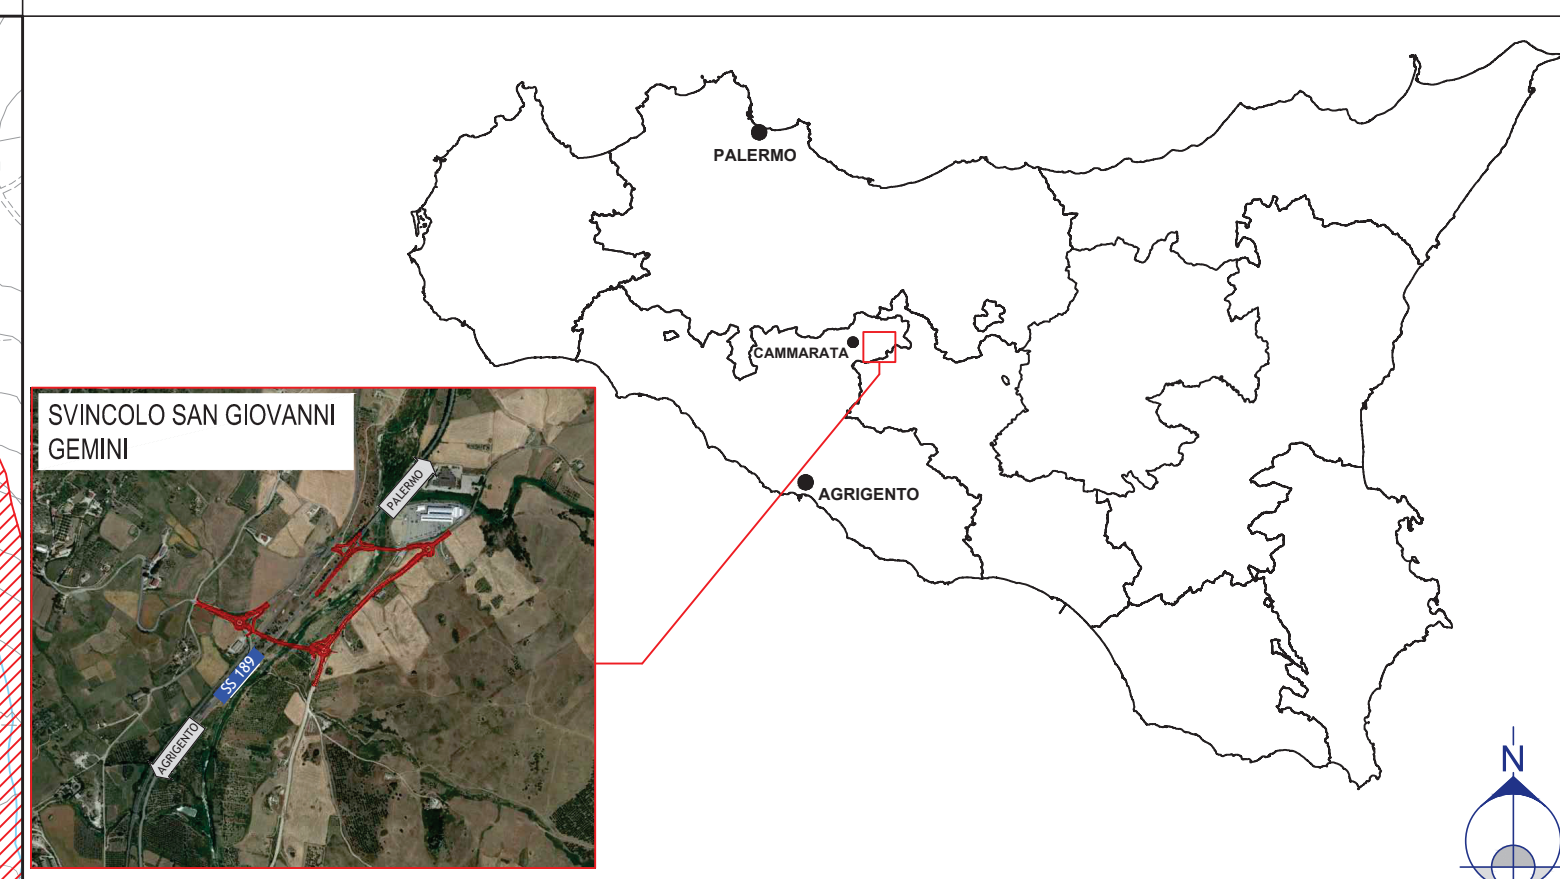 PALERMO
CAMMARATA
AGRIGENTO
SVINCOLO SAN GIOVANNI
GEMINI
PALERMO
SS 189
AGRIGENTO
N